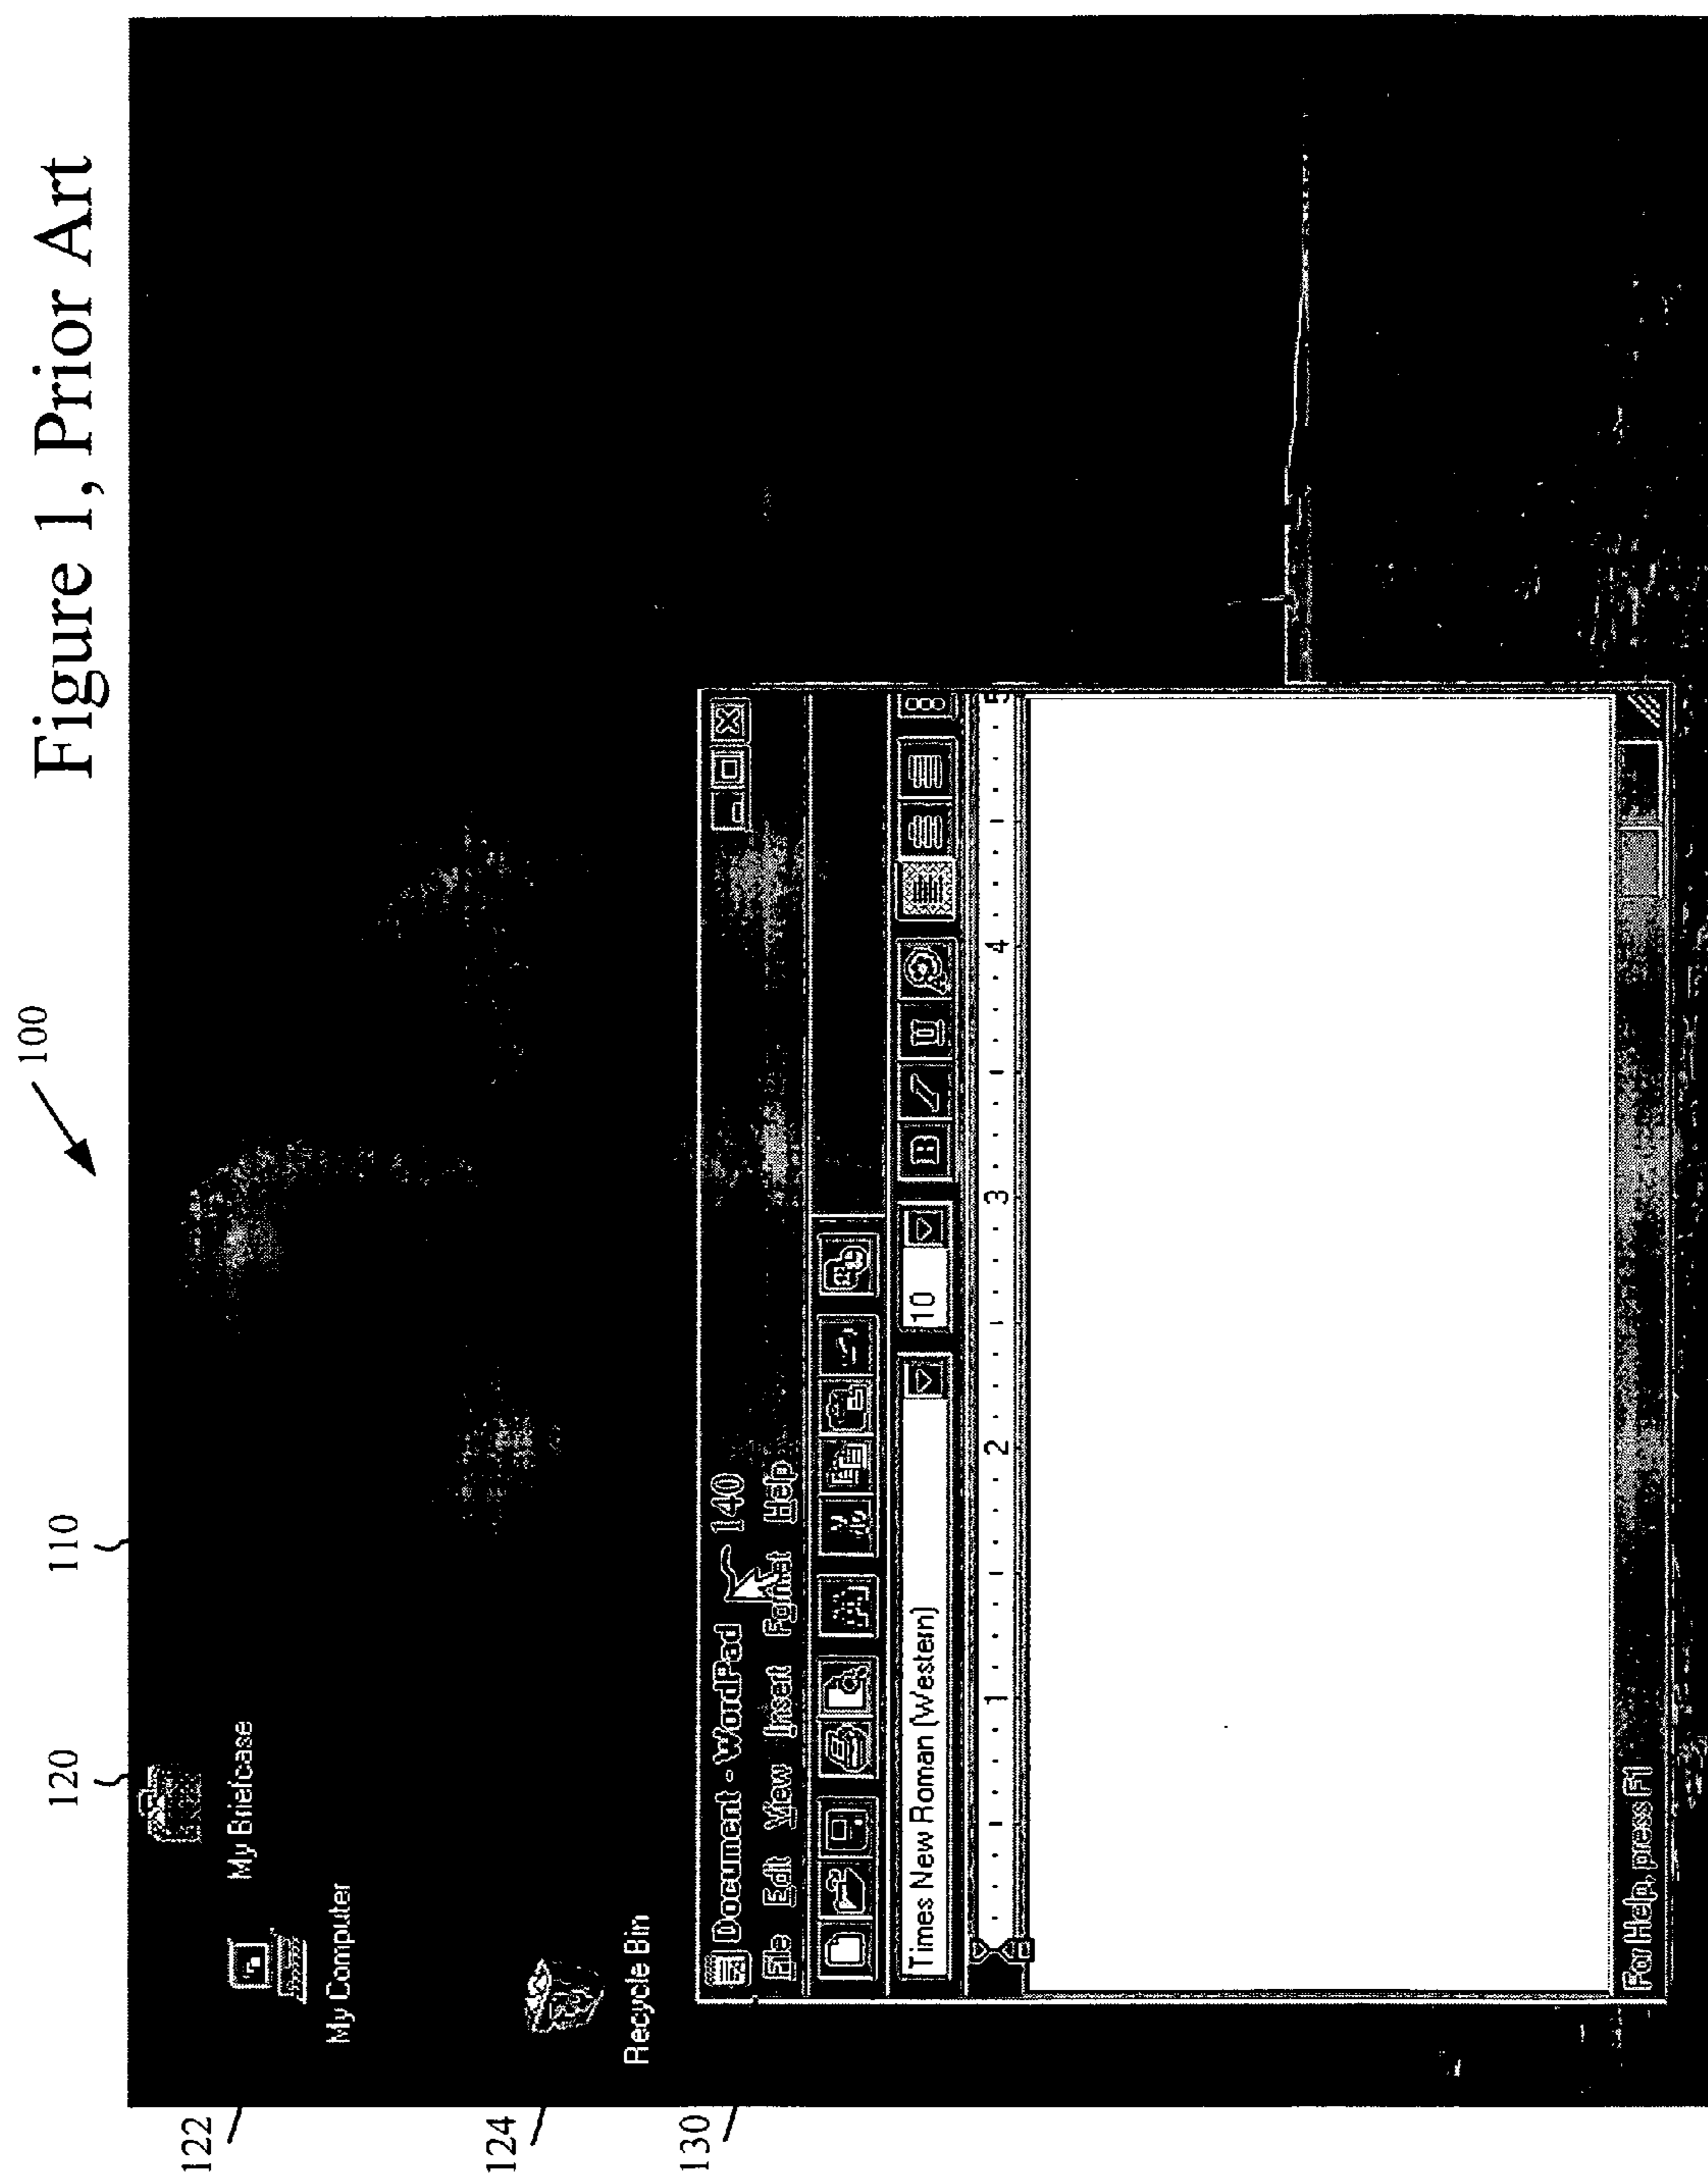 Figure 1, Prior Art
100
110
120
122
My Briefcase
My Computer
124
Recycle Bin
130
Document - WordPad
140
File Edit View Insert Format Help
Times New Roman (Western)
10
B I U
1 2 3 4 5
For Help, press F1